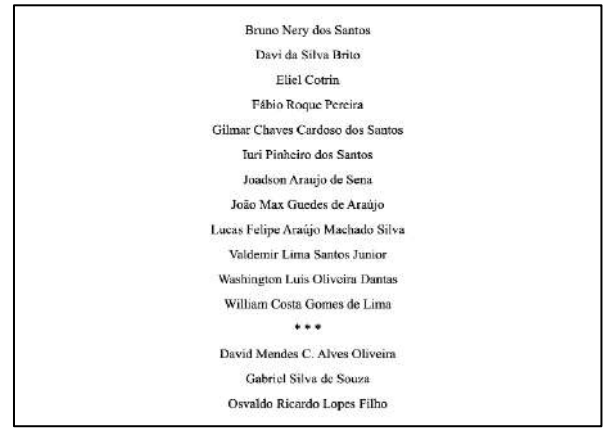 Bruno Nery dos Santos
Davi da Silva Brito
Eliel Cotrin
Fábio Roque Pereira
Gilmar Chaves Cardoso dos Santos
Iuri Pinheiro dos Santos
Joadson Araujo de Sena
João Max Guedes de Araújo
Lucas Felipe Araújo Machado Silva
Valdemir Lima Santos Junior
Washington Luis Oliveira Dantas
William Costa Gomes de Lima
* * *
David Mendes C. Alves Oliveira
Gabriel Silva de Souza
Osvaldo Ricardo Lopes Filho